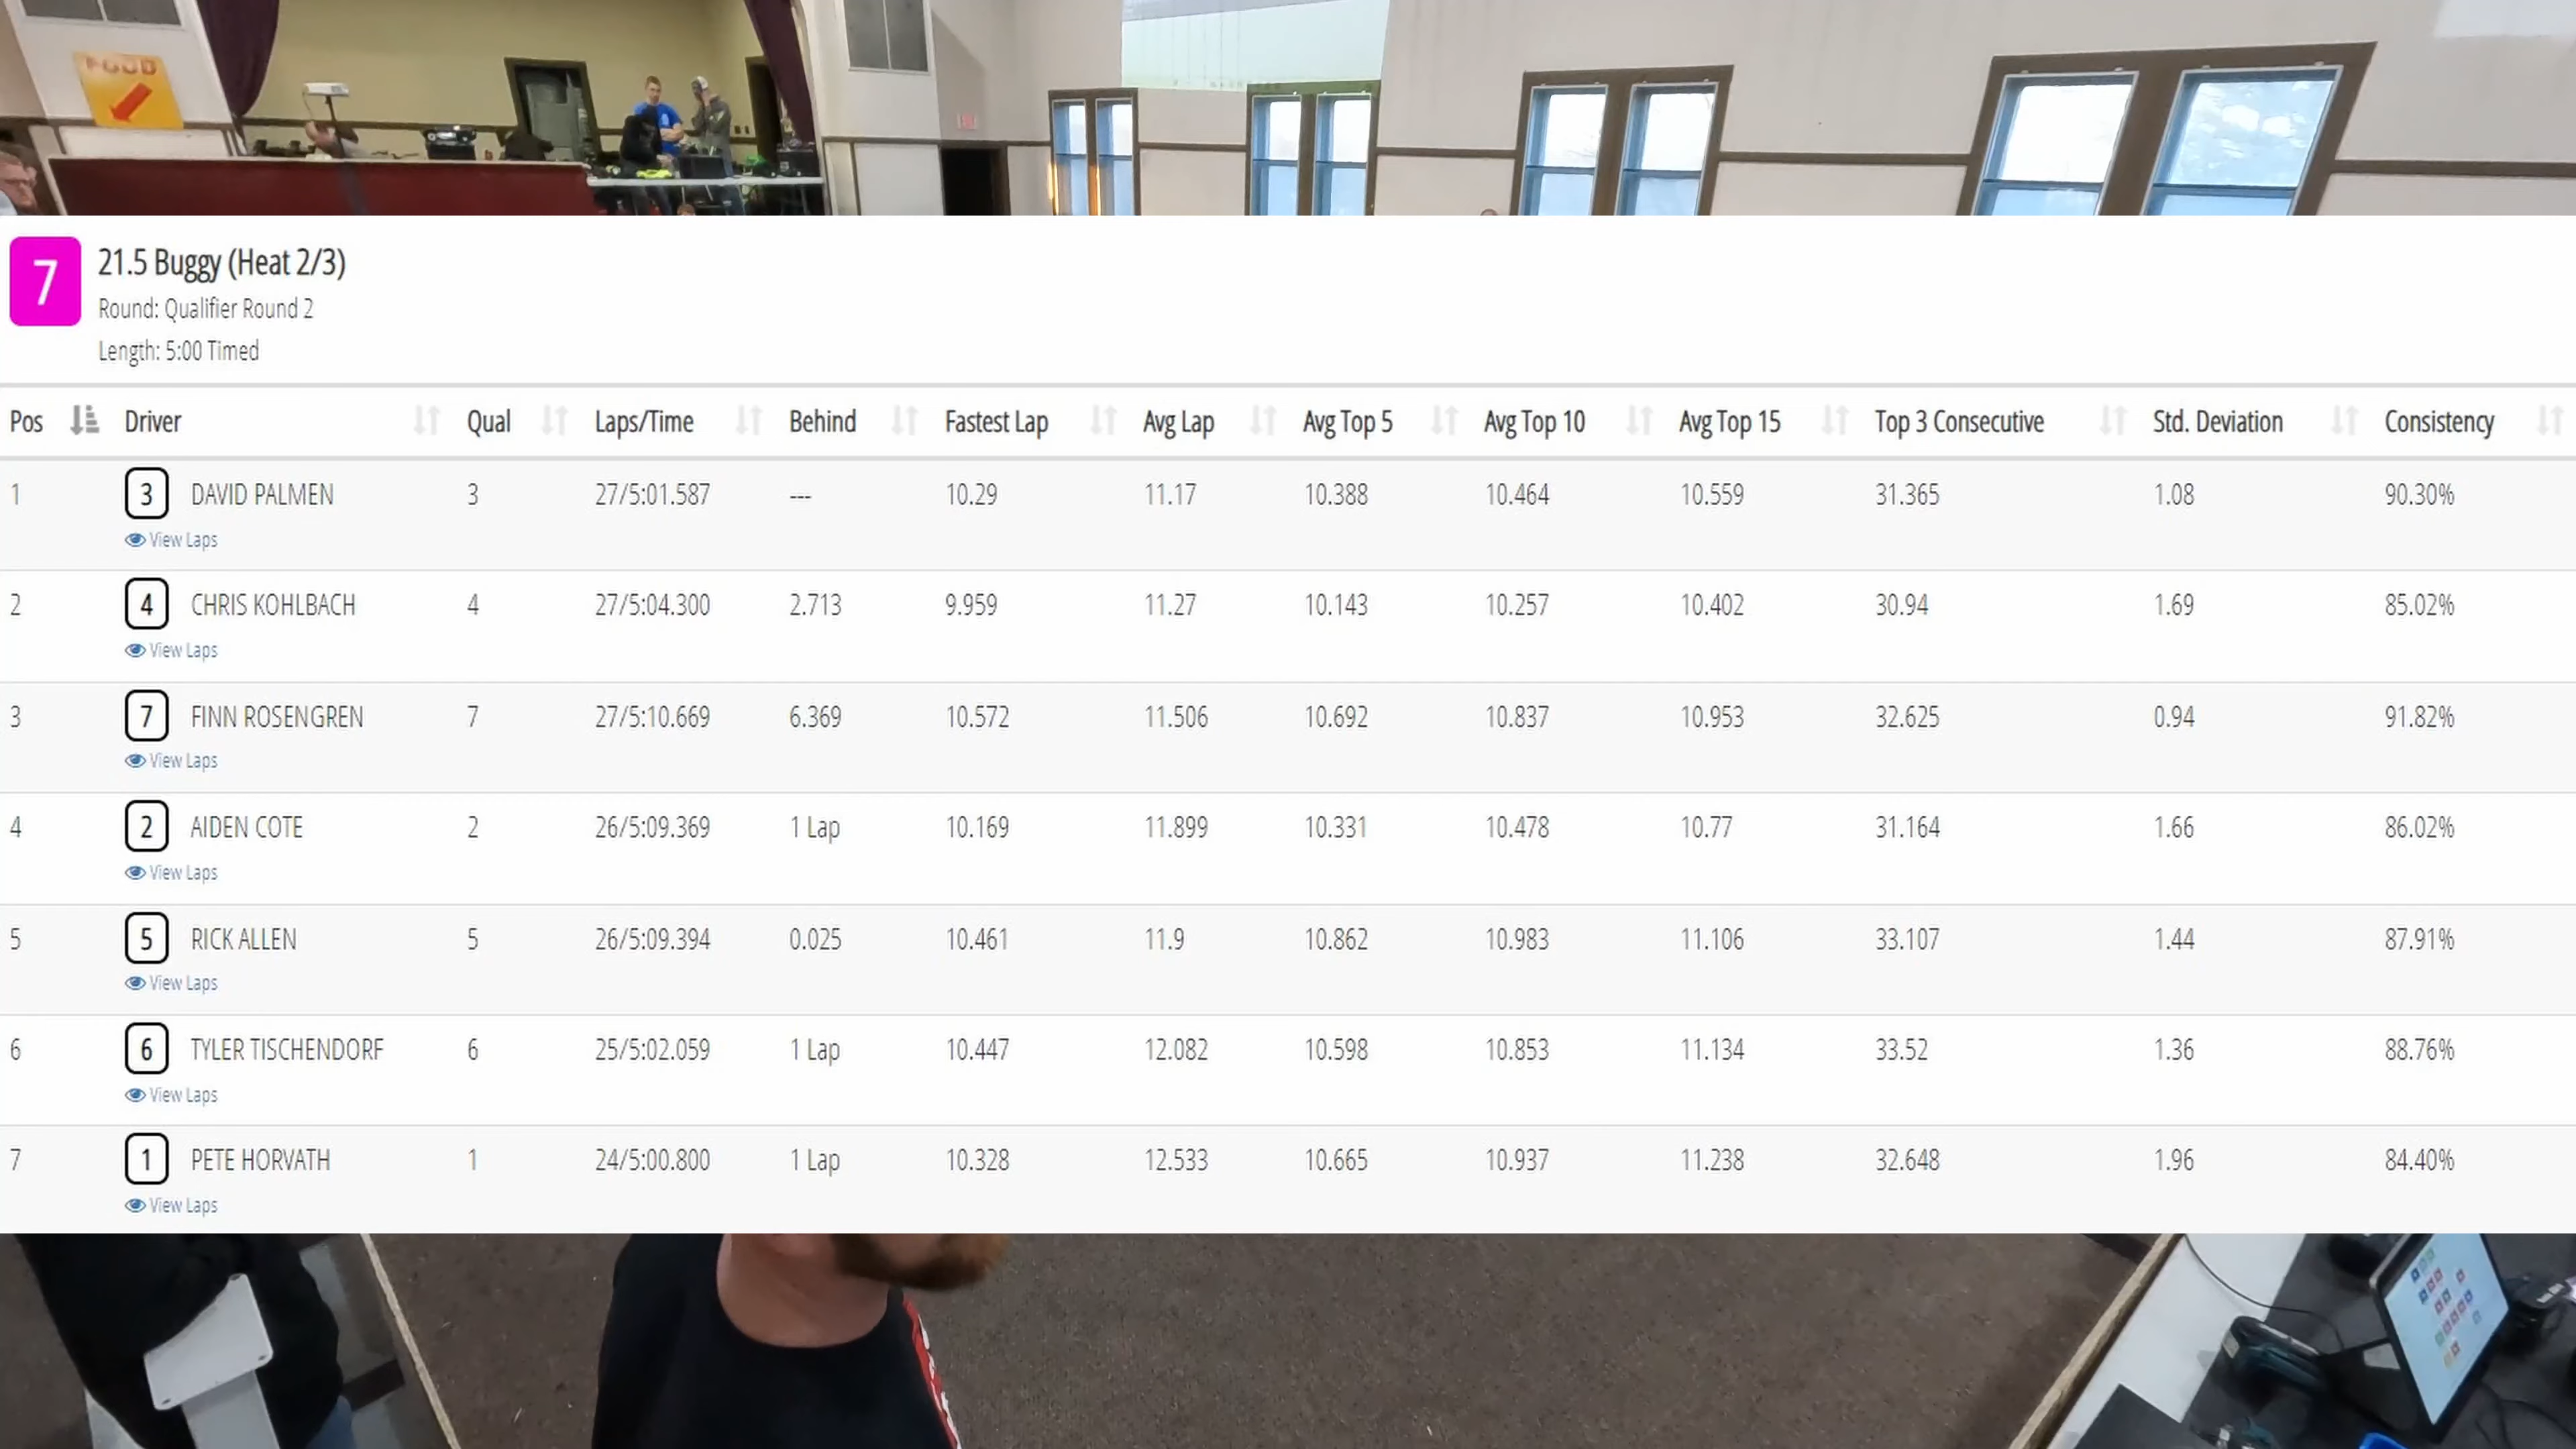 FOOD
7
21.5 Buggy (Heat 2/3)
Round: Qualifier Round 2
Length: 5:00 Timed
Pos Driver Qual Laps/Time Behind Fastest Lap Avg Lap Avg Top 5 Avg Top 10 Avg Top 15 Top 3 Consecutive Std. Deviation Consistency
1 3 DAVID PALMEN 3 27/5:01.587 --- 10.29 11.17 10.388 10.464 10.559 31.365 1.08 90.30%
View Laps
2 4 CHRIS KOHLBACH 4 27/5:04.300 2.713 9.959 11.27 10.143 10.257 10.402 30.94 1.69 85.02%
View Laps
3 7 FINN ROSENGREN 7 27/5:10.669 6.369 10.572 11.506 10.692 10.837 10.953 32.625 0.94 91.82%
View Laps
4 2 AIDEN COTE 2 26/5:09.369 1 Lap 10.169 11.899 10.331 10.478 10.77 31.164 1.66 86.02%
View Laps
5 5 RICK ALLEN 5 26/5:09.394 0.025 10.461 11.9 10.862 10.983 11.106 33.107 1.44 87.91%
View Laps
6 6 TYLER TISCHENDORF 6 25/5:02.059 1 Lap 10.447 12.082 10.598 10.853 11.134 33.52 1.36 88.76%
View Laps
7 1 PETE HORVATH 1 24/5:00.800 1 Lap 10.328 12.533 10.665 10.937 11.238 32.648 1.96 84.40%
View Laps